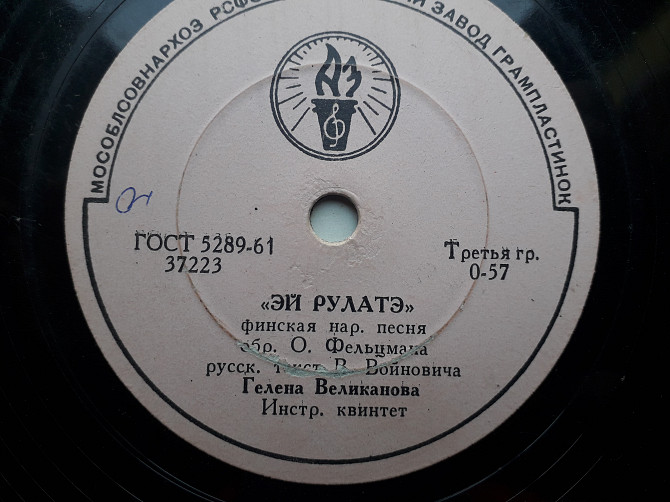 МОСОБЛСОВНАРХОЗ РСФС
ЗАВОД ГРАМПЛАСТИНОК
АЗ
ГОСТ 5289-61
37223
Третья гр.
0-57
«ЭЙ РУЛАТЭ»
финская нар. песня
обр. О. Фельцмана
русск. текст В. Войновича
Гелена Великанова
Инстр. квинтет